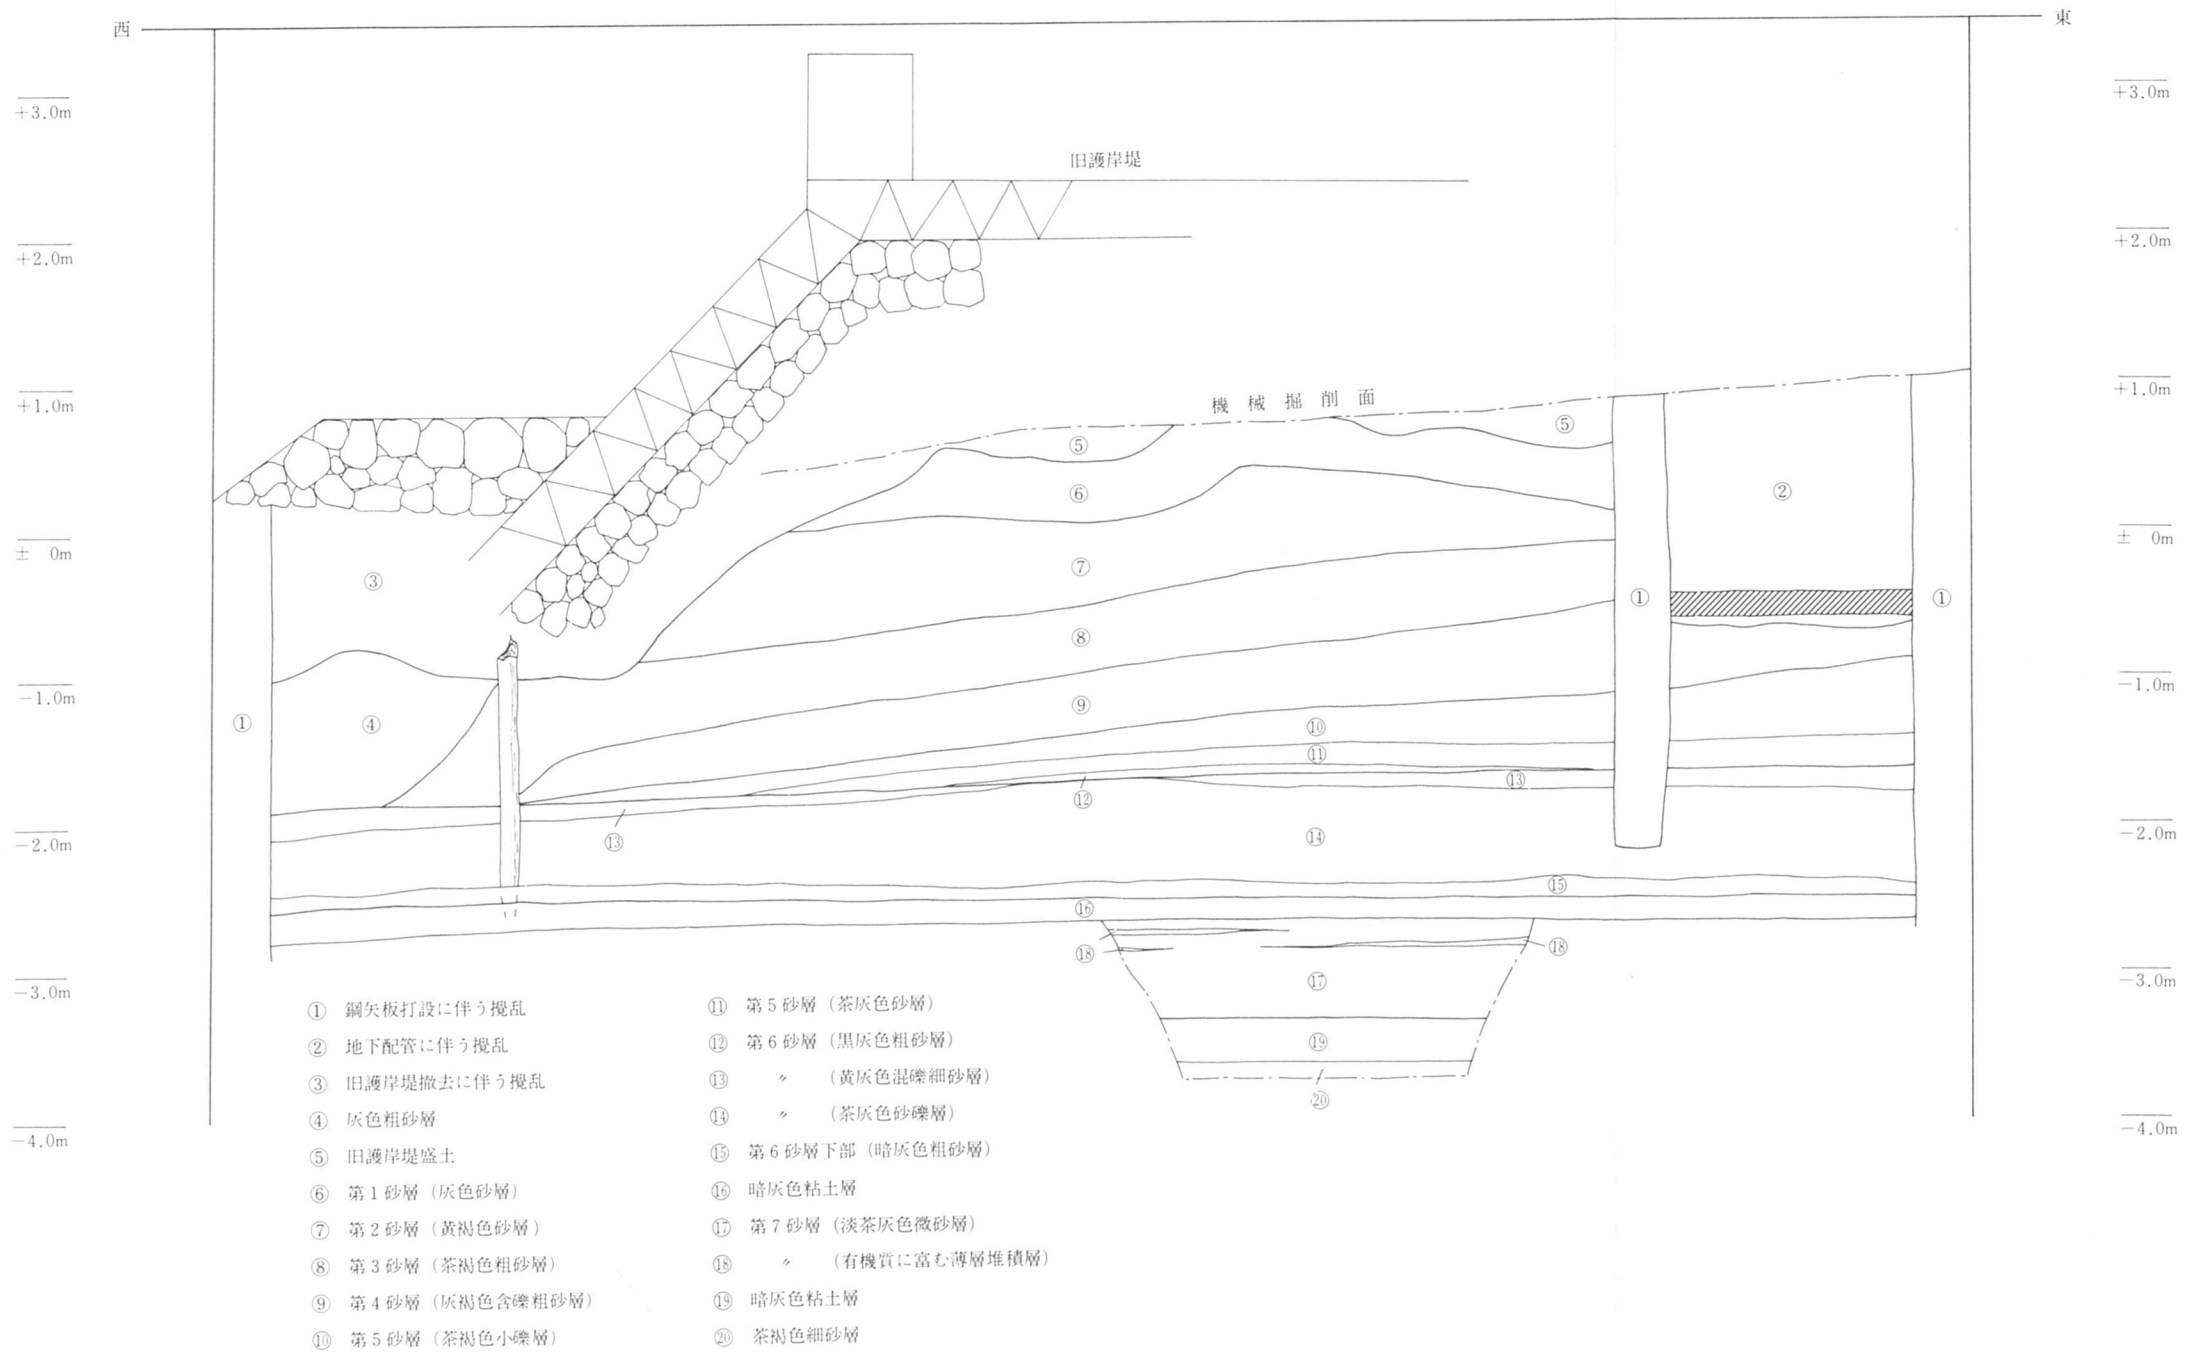 西
東
+3.0m
+3.0m
旧護岸堤
+2.0m
+2.0m
+1.0m
+1.0m
機械掘削面
⑤
⑤
⑥
②
± 0m
± 0m
③
⑦
①
①
⑧
-1.0m
-1.0m
①
④
⑨
⑩
⑪
⑬
⑫
⑬
⑭
-2.0m
-2.0m
⑮
⑯
⑱
⑱
⑰
-3.0m
-3.0m
⑲
⑳
-4.0m
-4.0m
① 鋼矢板打設に伴う攪乱
② 地下配管に伴う攪乱
③ 旧護岸堤撤去に伴う攪乱
④ 灰色粗砂層
⑤ 旧護岸堤盛土
⑥ 第1砂層(灰色砂層)
⑦ 第2砂層(黄褐色砂層)
⑧ 第3砂層(茶褐色粗砂層)
⑨ 第4砂層(灰褐色含礫粗砂層)
⑩ 第5砂層(茶褐色小礫層)
⑪ 第5砂層(茶灰色砂層)
⑫ 第6砂層(黒灰色粗砂層)
⑬ 〃 (黄灰色混礫細砂層)
⑭ 〃 (茶灰色砂礫層)
⑮ 第6砂層下部(暗灰色粗砂層)
⑯ 暗灰色粘土層
⑰ 第7砂層(淡茶灰色微砂層)
⑱ 〃 (有機質に富む薄層堆積層)
⑲ 暗灰色粘土層
⑳ 茶褐色細砂層